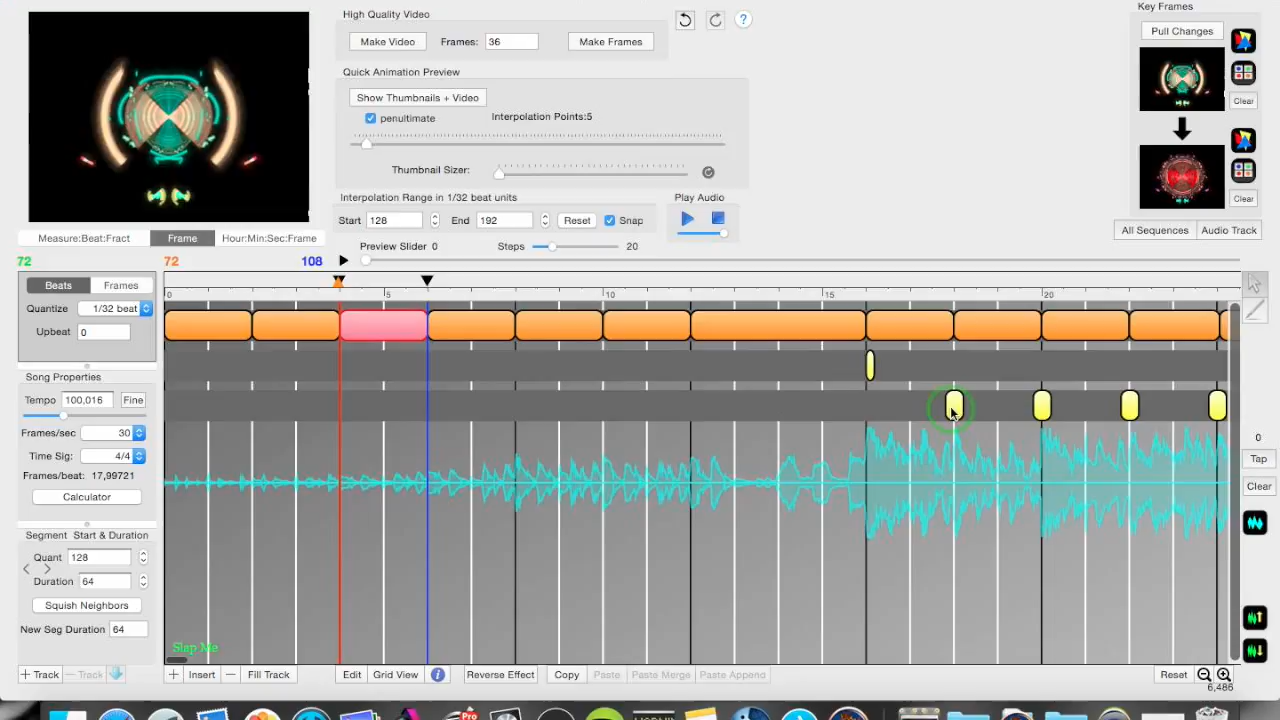 High Quality Video
Make Video Frames: 36 Make Frames
?
Quick Animation Preview
Show Thumbnails + Video
penultimate Interpolation Points:5
Thumbnail Sizer:
Interpolation Range in 1/32 beat units Play Audio
Start 128 End 192 Reset Snap
Preview Slider 0 Steps 20
Key Frames
Pull Changes
Clear
Clear
All Sequences Audio Track
Measure:Beat:Fract Frame Hour:Min:Sec:Frame
72 72 108
0 5 10 15 20
Beats Frames
Quantize 1/32 beat
Upbeat 0
Song Properties
Tempo 100,016 Fine
Frames/sec 30
Time Sig: 4/4
Frames/beat: 17,99721
Calculator
Segment Start & Duration
Quant 128
< >
Duration 64
Squish Neighbors
New Seg Duration 64
0
Tap
Clear
Slap Me
+ Track − Track + Insert − Fill Track Edit Grid View i Reverse Effect Copy Paste Paste Merge Paste Append Reset
6,486
Pro